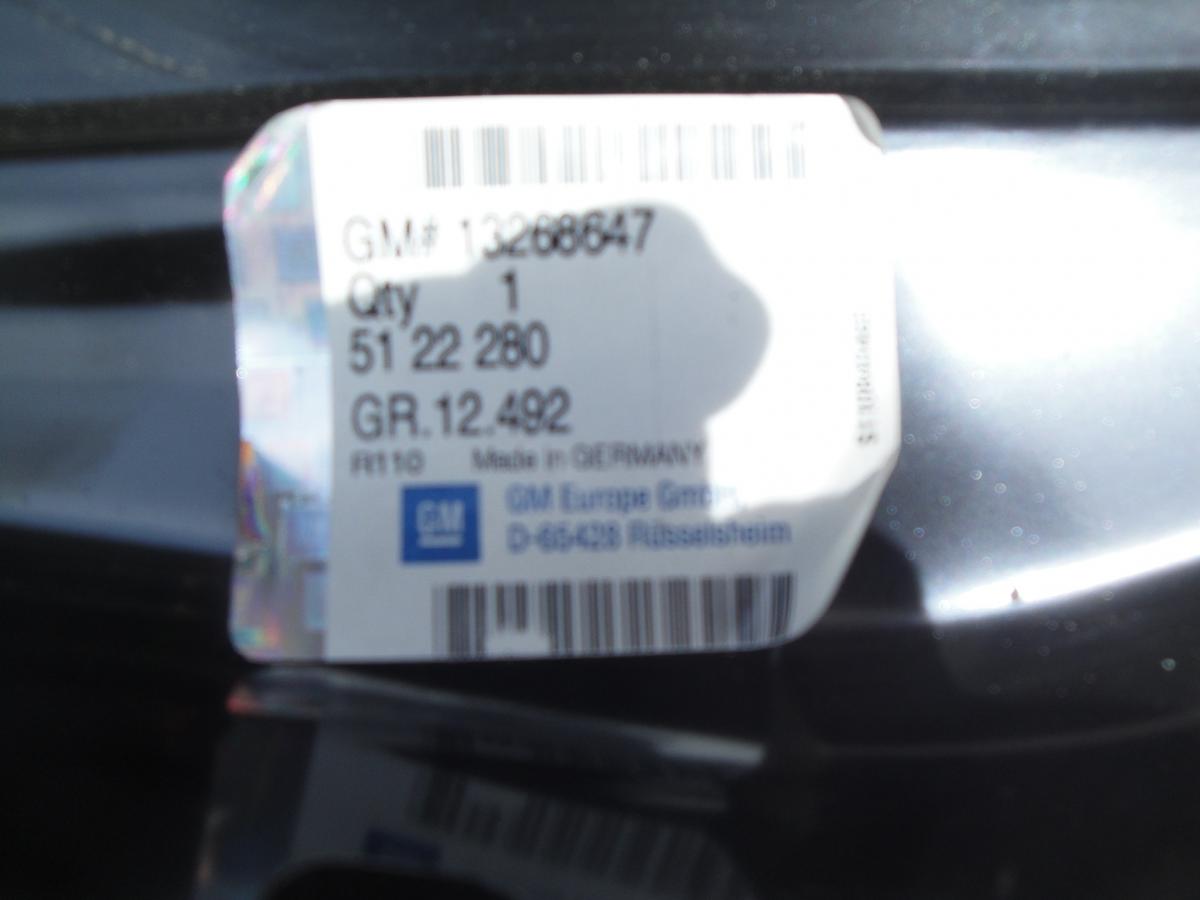 GM# 13268647
Qty 1
51 22 280
GR.12.492
R110 Made in GERMANY
GM
GM Europe GmbH,
D-65428 Rüsselsheim